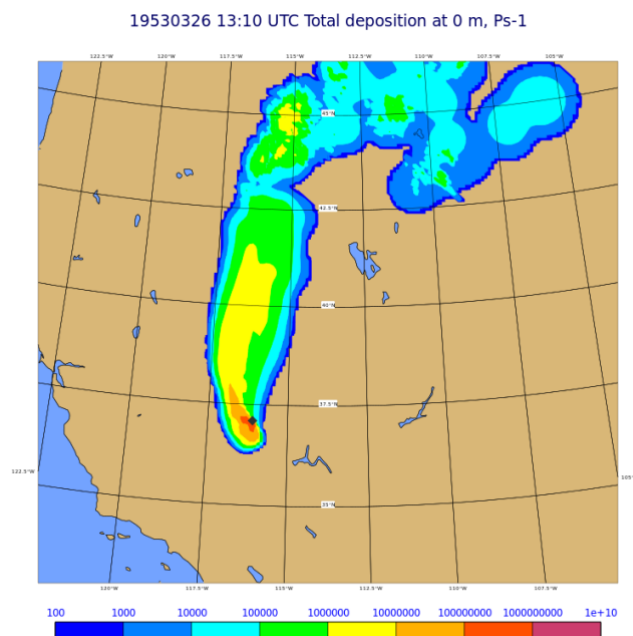 19530326 13:10 UTC Total deposition at 0 m, Ps-1
122.5°W 120°W 117.5°W 115°W 112.5°W 110°W 107.5°W 105°W
45°N
42.5°N
40°N
37.5°N
122.5°W
35°N
120°W 117.5°W 115°W 112.5°W 110°W 107.5°W
100 1000 10000 100000 1000000 10000000 100000000 1000000000 1e+10